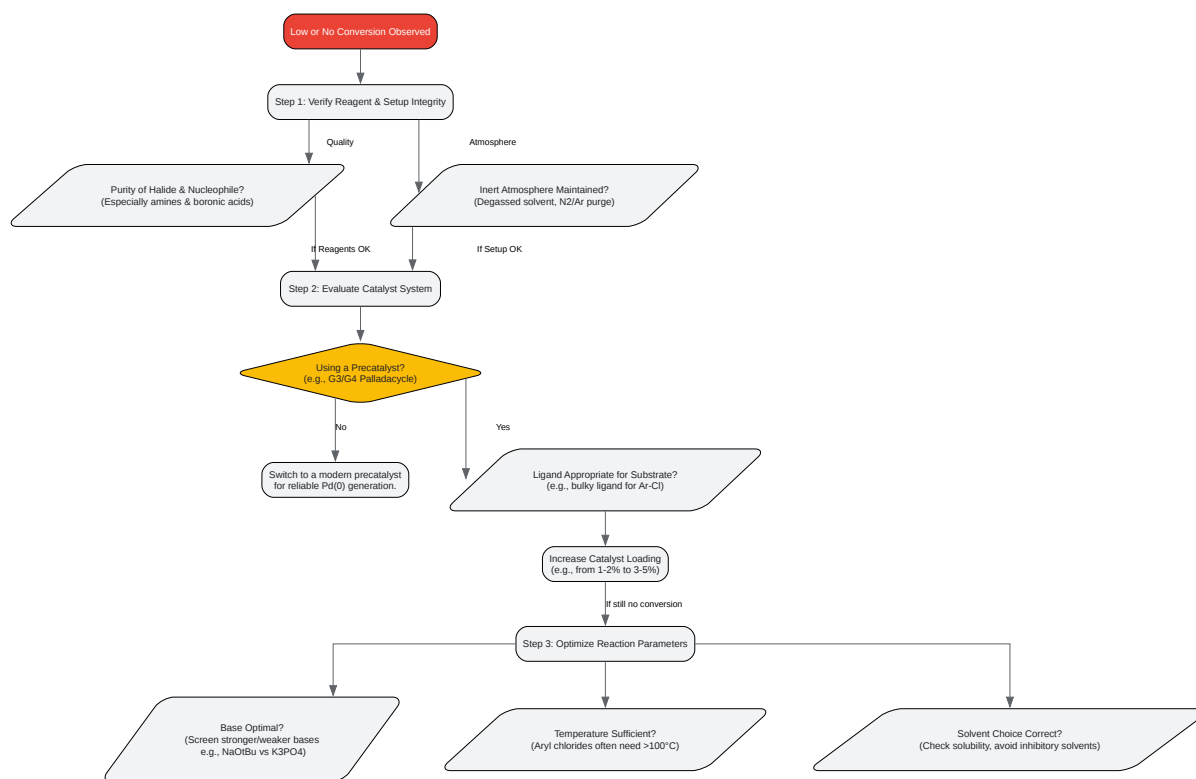 Low or No Conversion Observed
Step 1: Verify Reagent & Setup Integrity
Quality
Atmosphere
Purity of Halide & Nucleophile?
(Especially amines & boronic acids)
Inert Atmosphere Maintained?
(Degassed solvent, N2/Ar purge)
If Reagents OK
If Setup OK
Step 2: Evaluate Catalyst System
Using a Precatalyst?
(e.g., G3/G4 Palladacycle)
No
Yes
Switch to a modern precatalyst
for reliable Pd(0) generation.
Ligand Appropriate for Substrate?
(e.g., bulky ligand for Ar-Cl)
Increase Catalyst Loading
(e.g., from 1-2% to 3-5%)
If still no conversion
Step 3: Optimize Reaction Parameters
Base Optimal?
(Screen stronger/weaker bases
e.g., NaOtBu vs K3PO4)
Temperature Sufficient?
(Aryl chlorides often need >100°C)
Solvent Choice Correct?
(Check solubility, avoid inhibitory solvents)